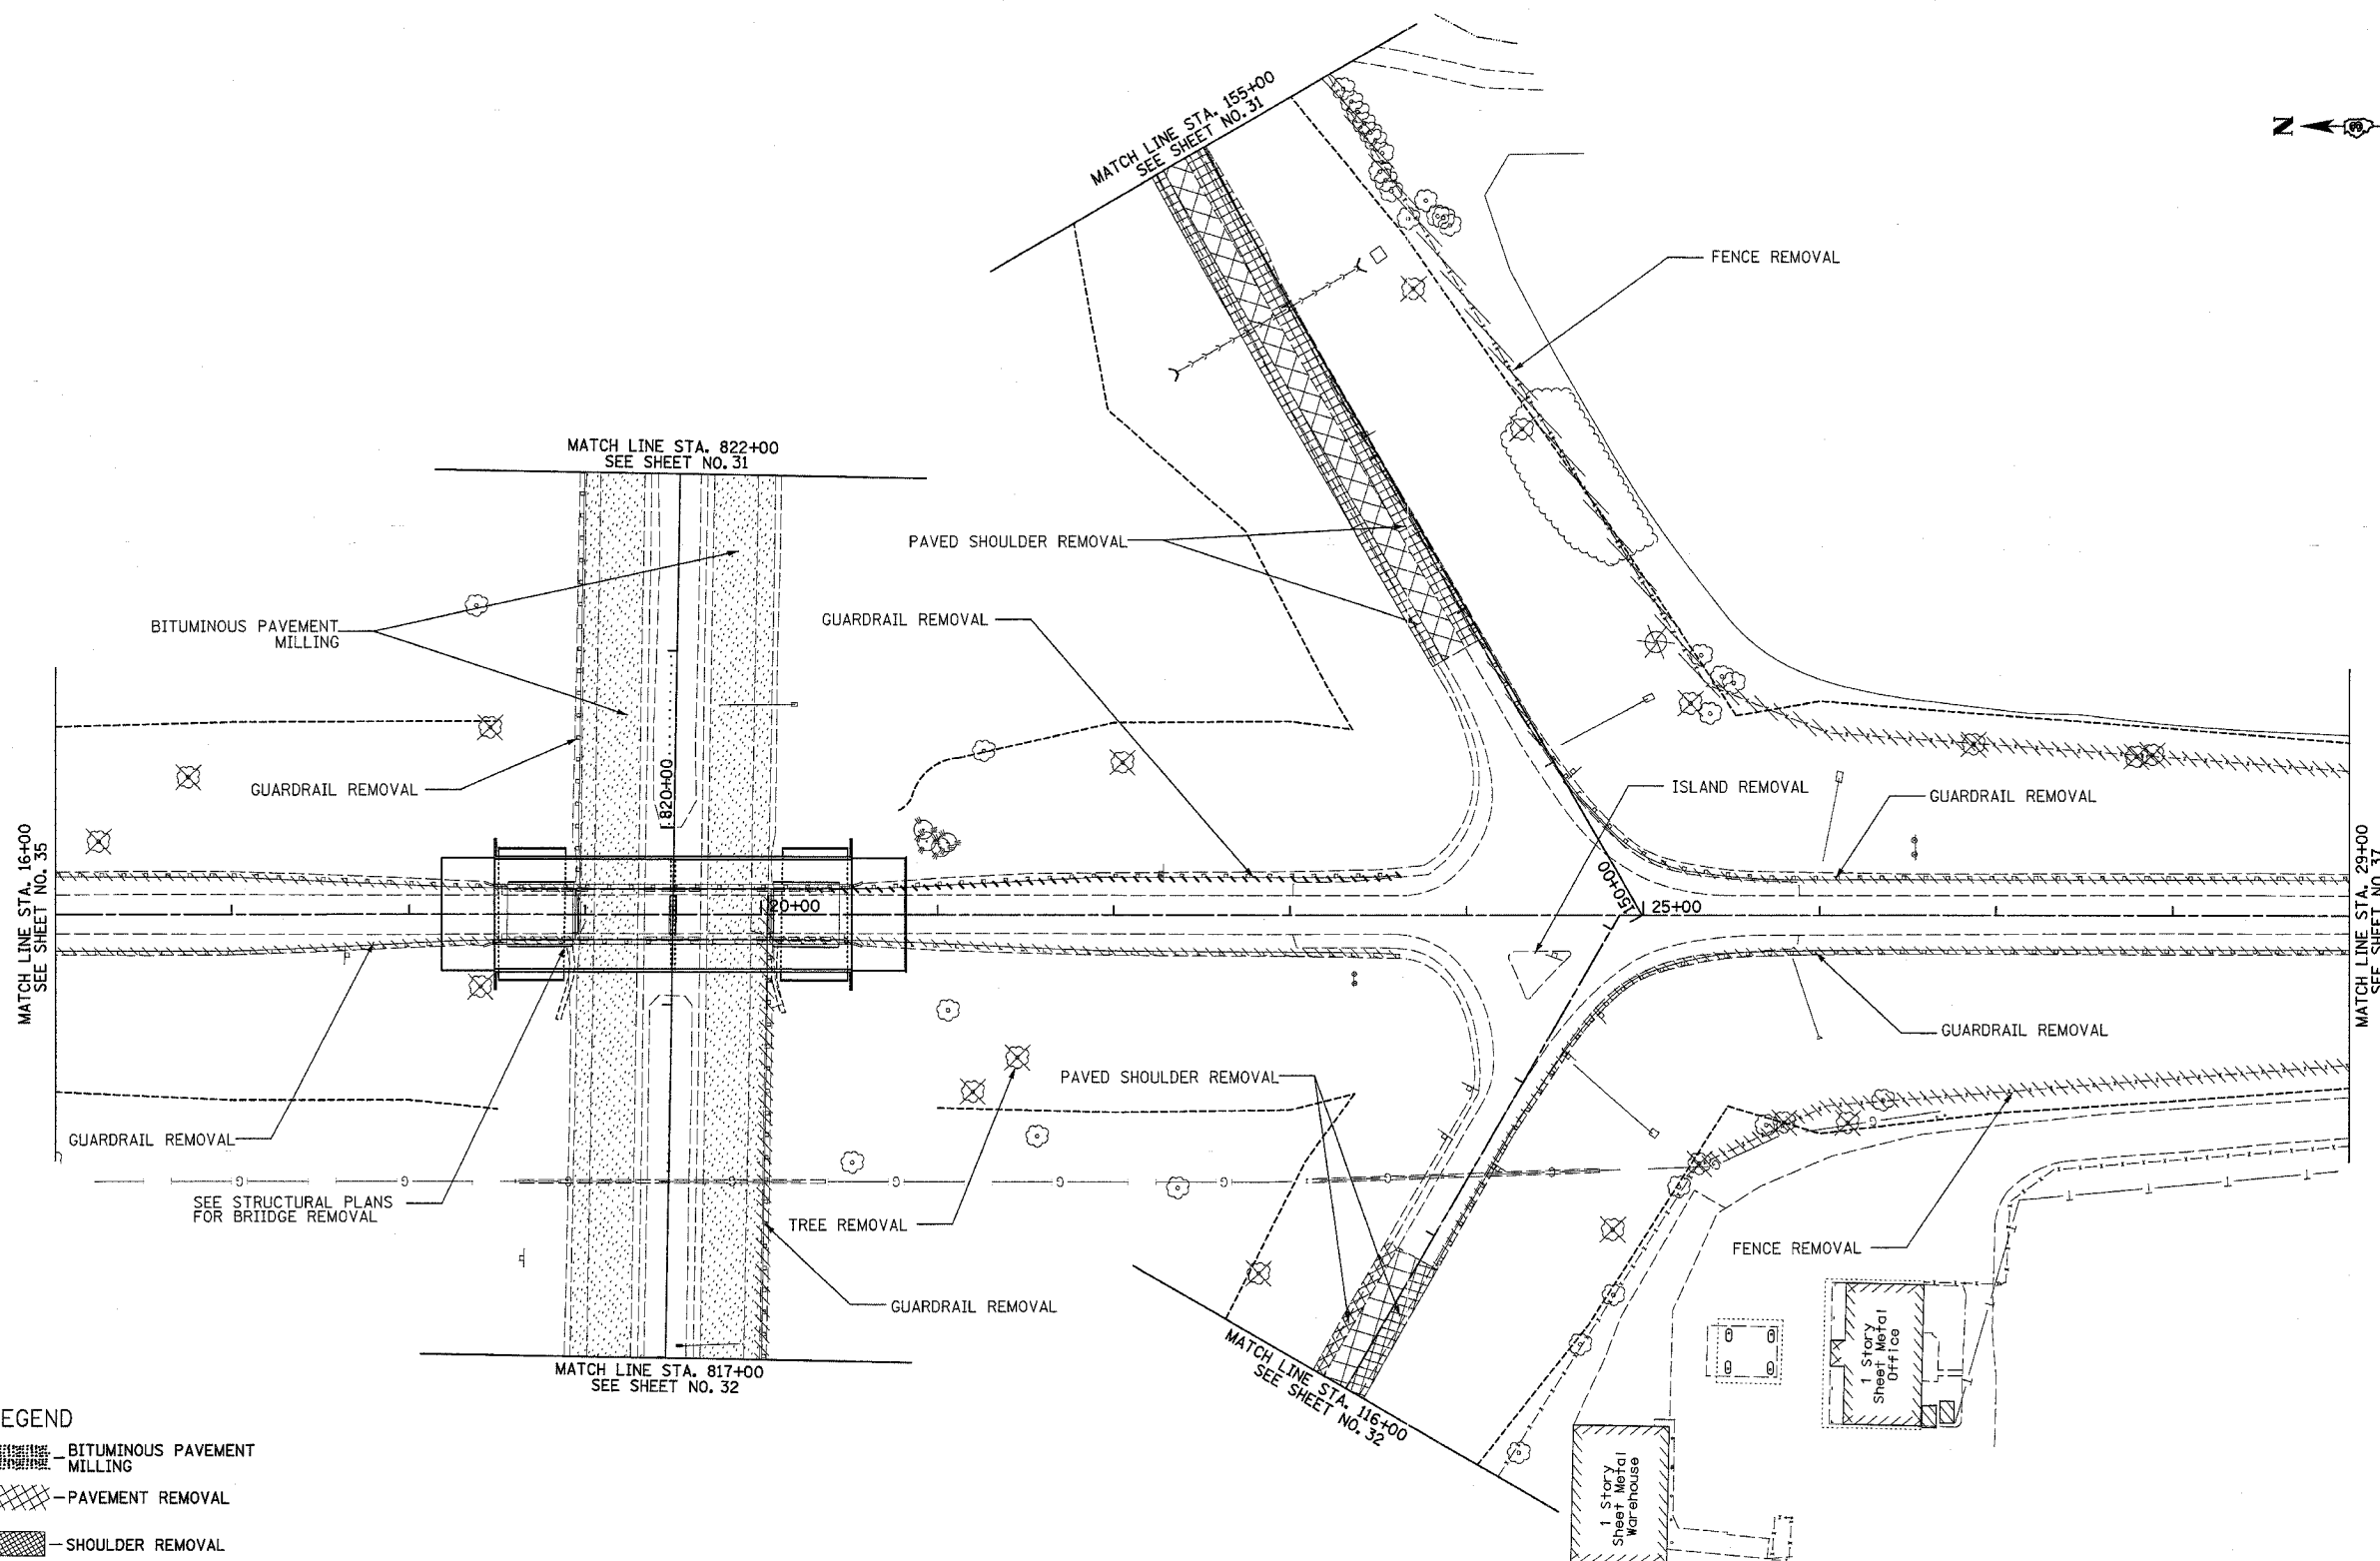 MATCH LINE STA. 155+00
SEE SHEET NO. 31
N
FENCE REMOVAL
MATCH LINE STA. 822+00
SEE SHEET NO. 31
PAVED SHOULDER REMOVAL
GUARDRAIL REMOVAL
BITUMINOUS PAVEMENT
MILLING
GUARDRAIL REMOVAL
820+00
ISLAND REMOVAL
GUARDRAIL REMOVAL
MATCH LINE STA. 16+00
SEE SHEET NO. 35
20+00
150+00
25+00
MATCH LINE STA. 29+00
SEE SHEET NO. 37
GUARDRAIL REMOVAL
PAVED SHOULDER REMOVAL
GUARDRAIL REMOVAL
SEE STRUCTURAL PLANS
FOR BRIIDGE REMOVAL
TREE REMOVAL
FENCE REMOVAL
GUARDRAIL REMOVAL
MATCH LINE STA. 817+00
SEE SHEET NO. 32
MATCH LINE STA. 116+00
SEE SHEET NO. 32
1 Story
Sheet Metal
Office
1 Story
Sheet Metal
Warehouse
EGEND
BITUMINOUS PAVEMENT
MILLING
PAVEMENT REMOVAL
SHOULDER REMOVAL